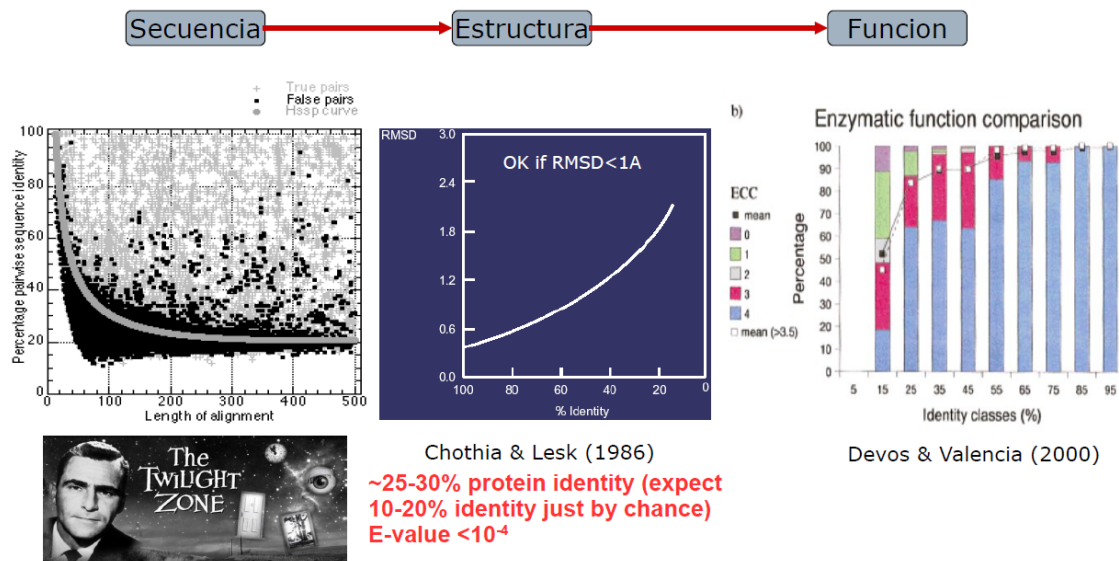 Secuencia
Estructura
Funcion
True pairs
False pairs
Hssp curve
Percentage pairwise sequence identity
100
80
60
40
20
0
0
100
200
300
400
500
Length of alignment
The
TWILIGHT
ZONE
RMSD
3.0
2.4
1.8
1.2
0.6
0.0
OK if RMSD<1A
100
80
60
40
20
0
% Identity
Chothia & Lesk (1986)
~25-30% protein identity (expect
10-20% identity just by chance)
E-value <10⁻⁴
b)
Enzymatic function comparison
ECC
mean
0
1
2
3
4
mean (>3.5)
Percentage
100
90
80
70
60
50
40
30
20
10
0
5
15
25
35
45
55
65
75
85
95
Identity classes (%)
Devos & Valencia (2000)